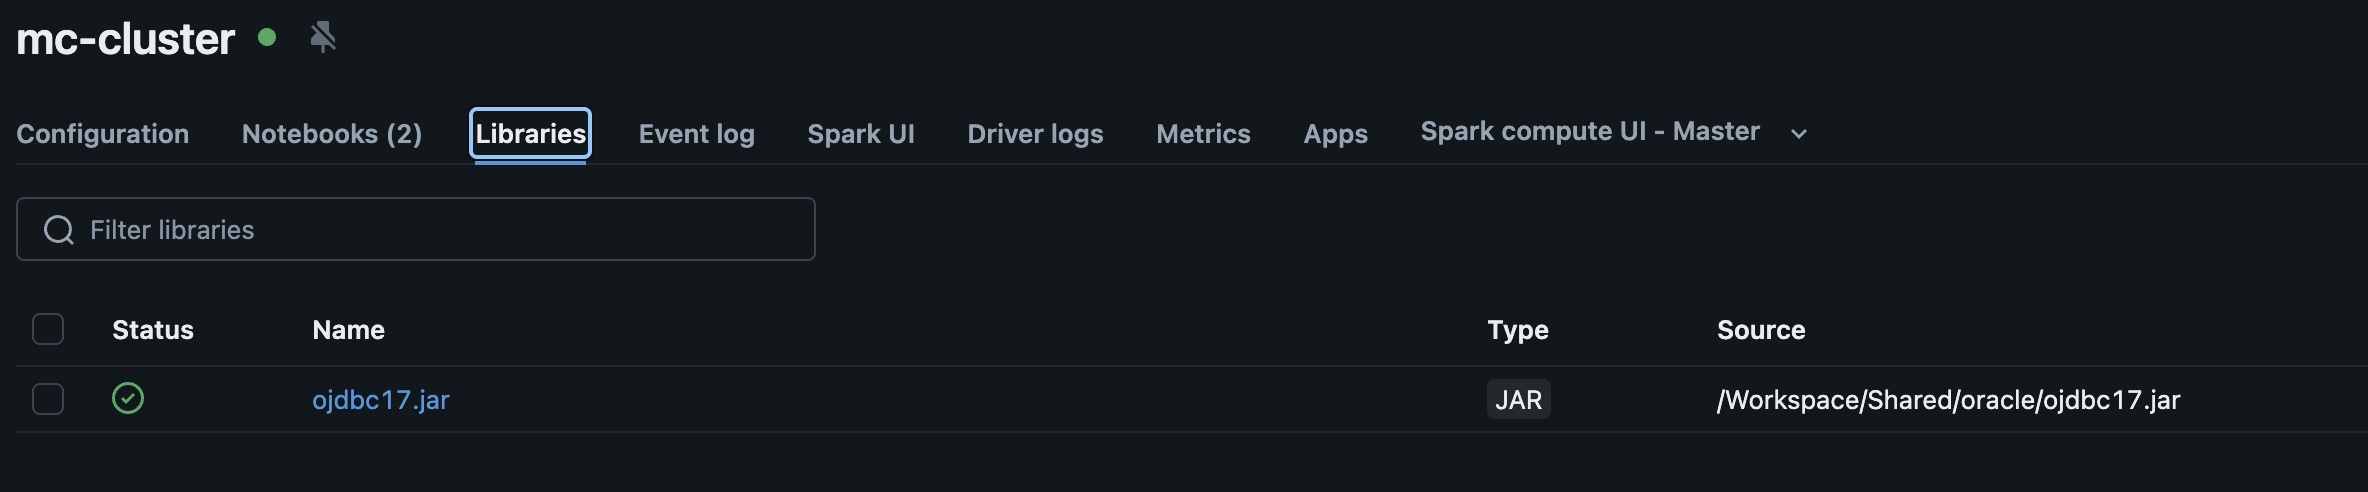 mc-cluster
Configuration Notebooks (2) Libraries Event log Spark UI Driver logs Metrics Apps Spark compute UI - Master
Filter libraries
Status Name Type Source
ojdbc17.jar JAR /Workspace/Shared/oracle/ojdbc17.jar